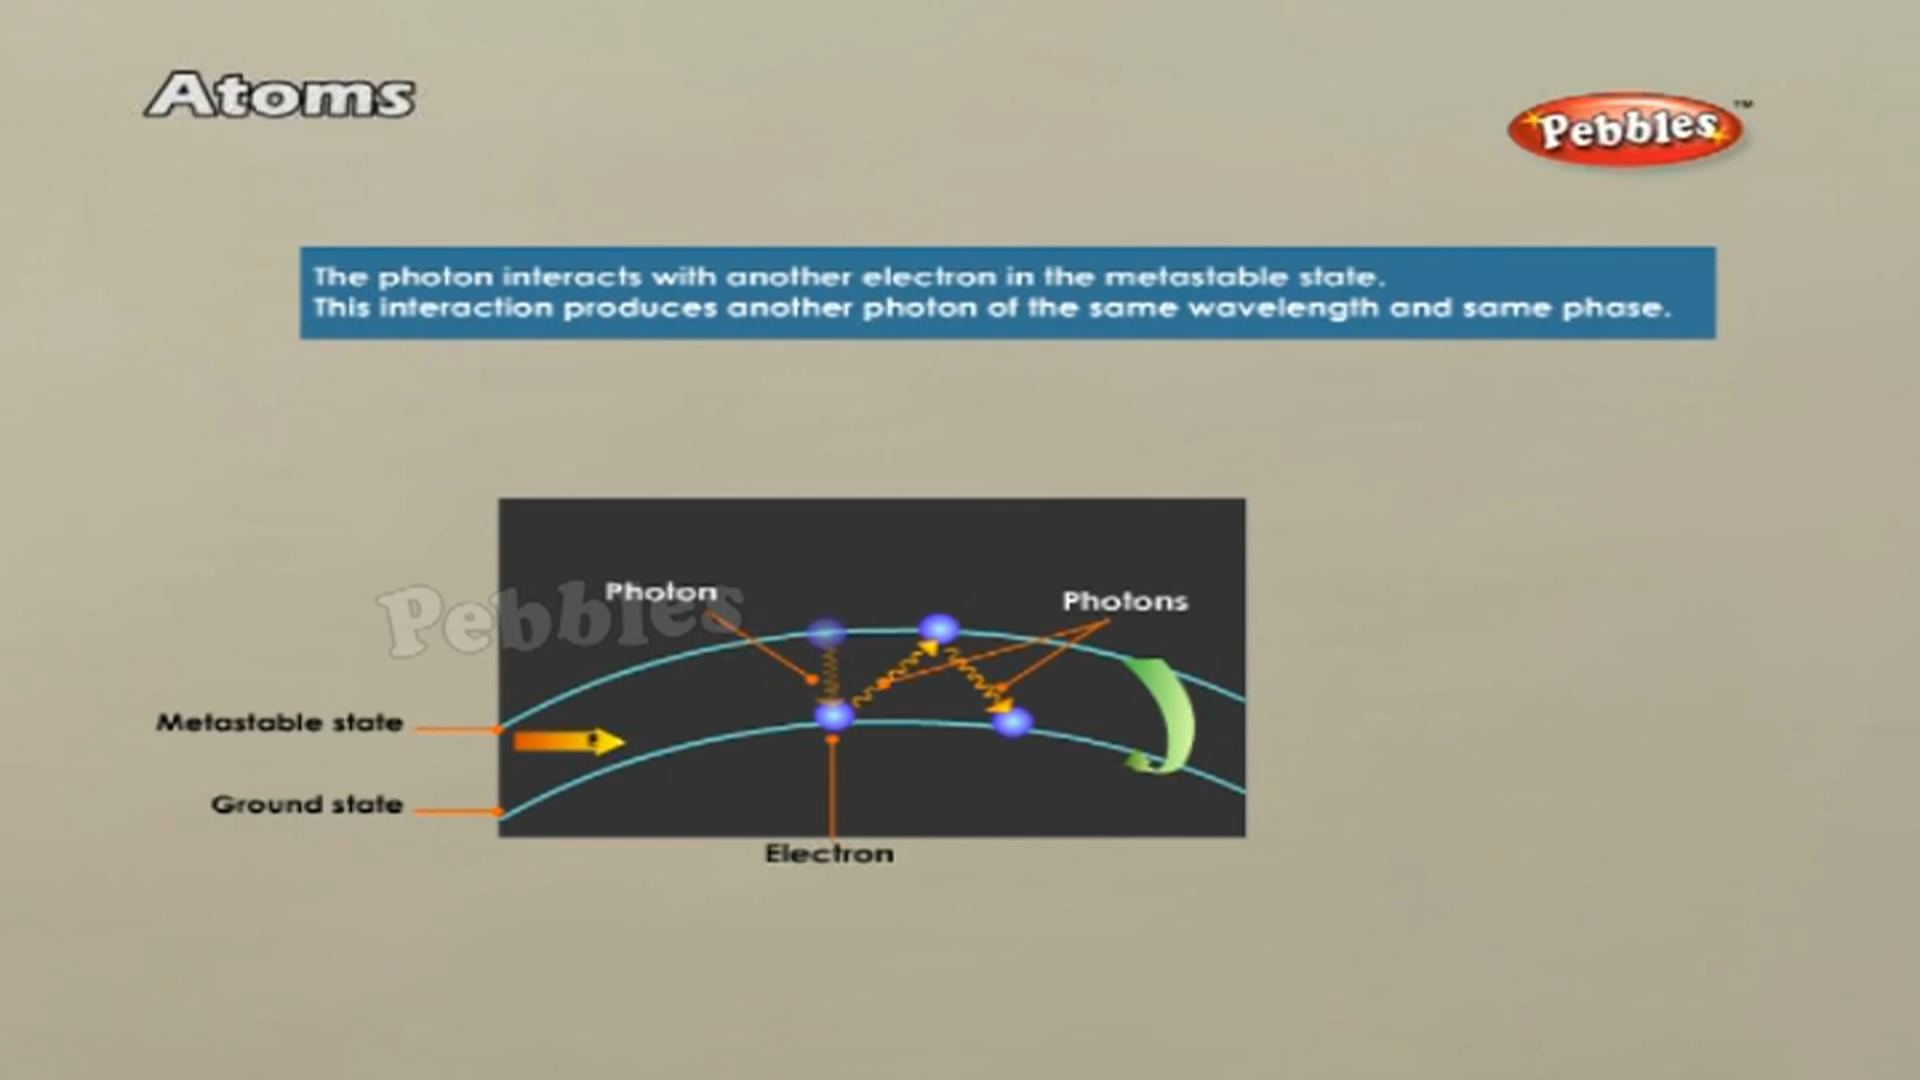 Atoms
Pebbles™
The photon interacts with another electron in the metastable state.
This interaction produces another photon of the same wavelength and same phase.
Pebbles
Photon
Photons
Metastable state
Ground state
Electron